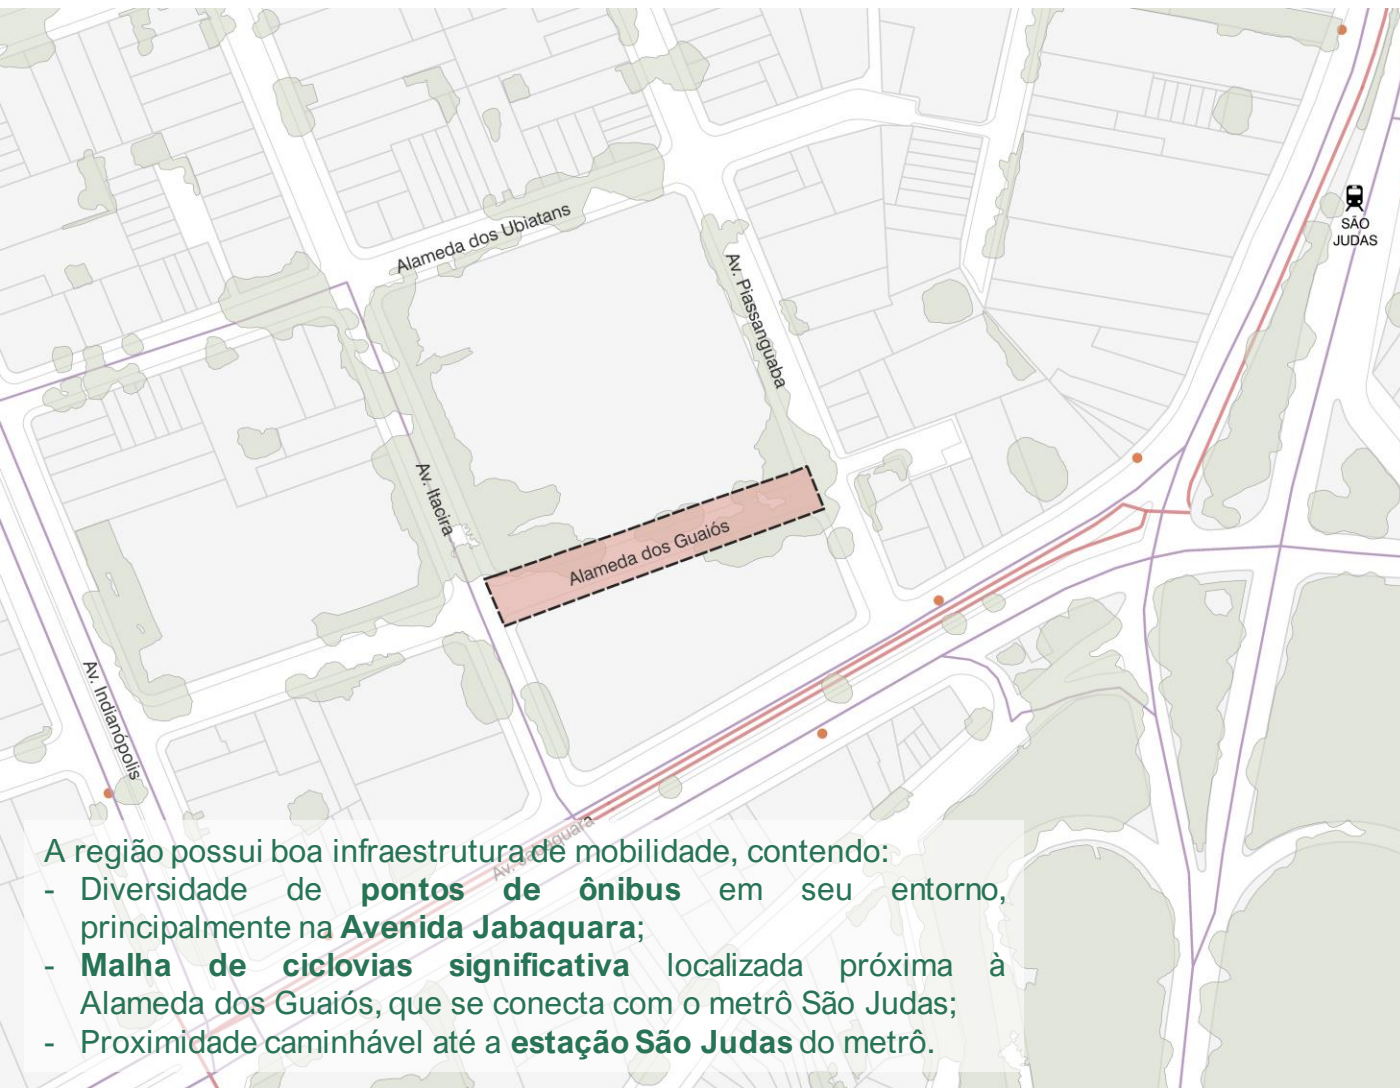 Alameda dos Ubiatans
SÃO
JUDAS
Av. Piassanguaba
Av. Itacira
Alameda dos Guaiós
Av. Indianópolis
Av. Jabaquara
A região possui boa infraestrutura de mobilidade, contendo:
- Diversidade de pontos de ônibus em seu entorno,
principalmente na Avenida Jabaquara;
- Malha de ciclovias significativa localizada próxima à
Alameda dos Guaiós, que se conecta com o metrô São Judas;
- Proximidade caminhável até a estação São Judas do metrô.